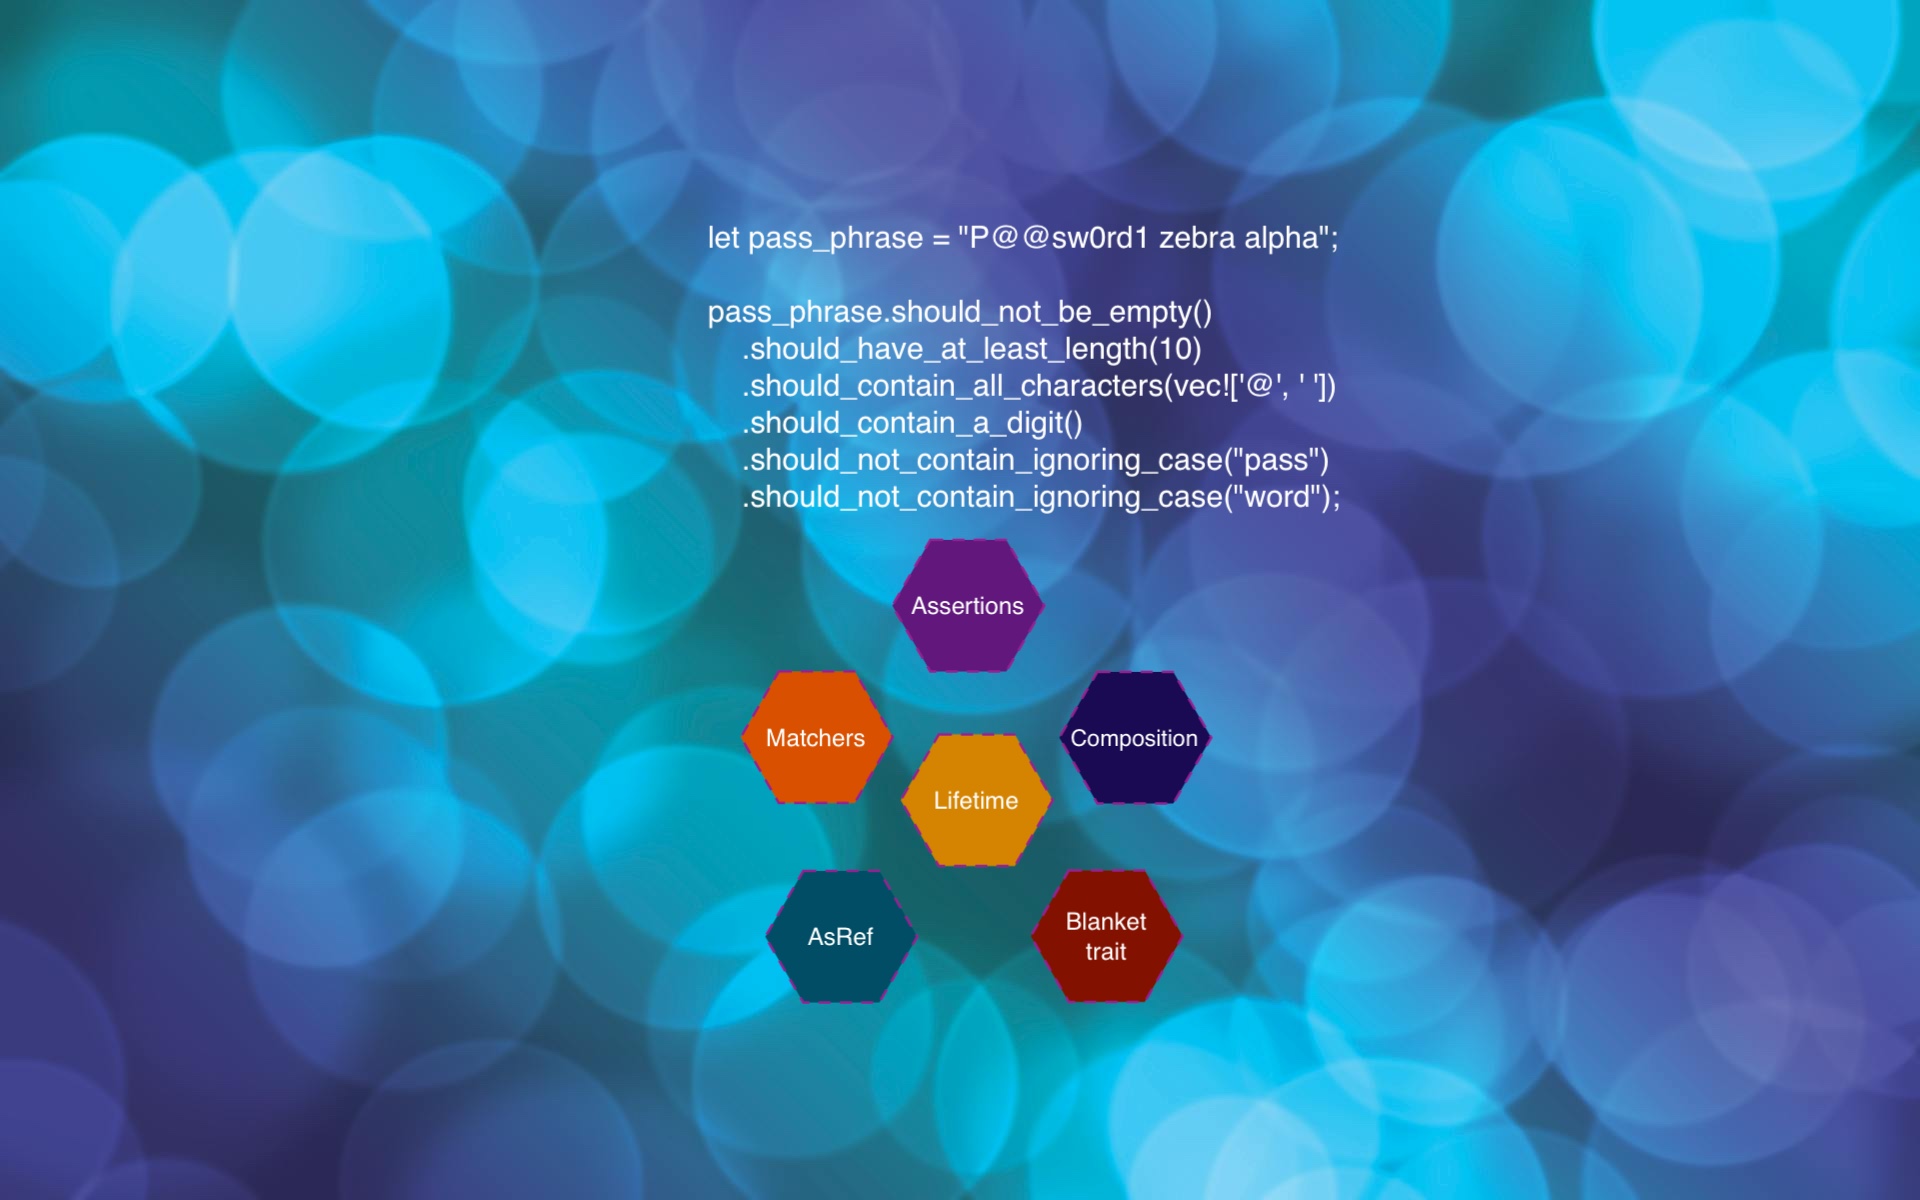 let pass_phrase = "P@@sw0rd1 zebra alpha";
pass_phrase.should_not_be_empty()
.should_have_at_least_length(10)
.should_contain_all_characters(vec!['@', ' '])
.should_contain_a_digit()
.should_not_contain_ignoring_case("pass")
.should_not_contain_ignoring_case("word");
Assertions
Matchers
Composition
Lifetime
AsRef
Blanket
trait